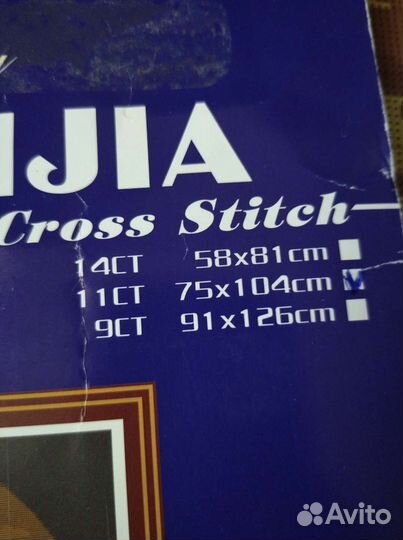 IJIA
Cross Stitch
14CT 58x81cm
11CT 75x104cm
9CT 91x126cm
Avito